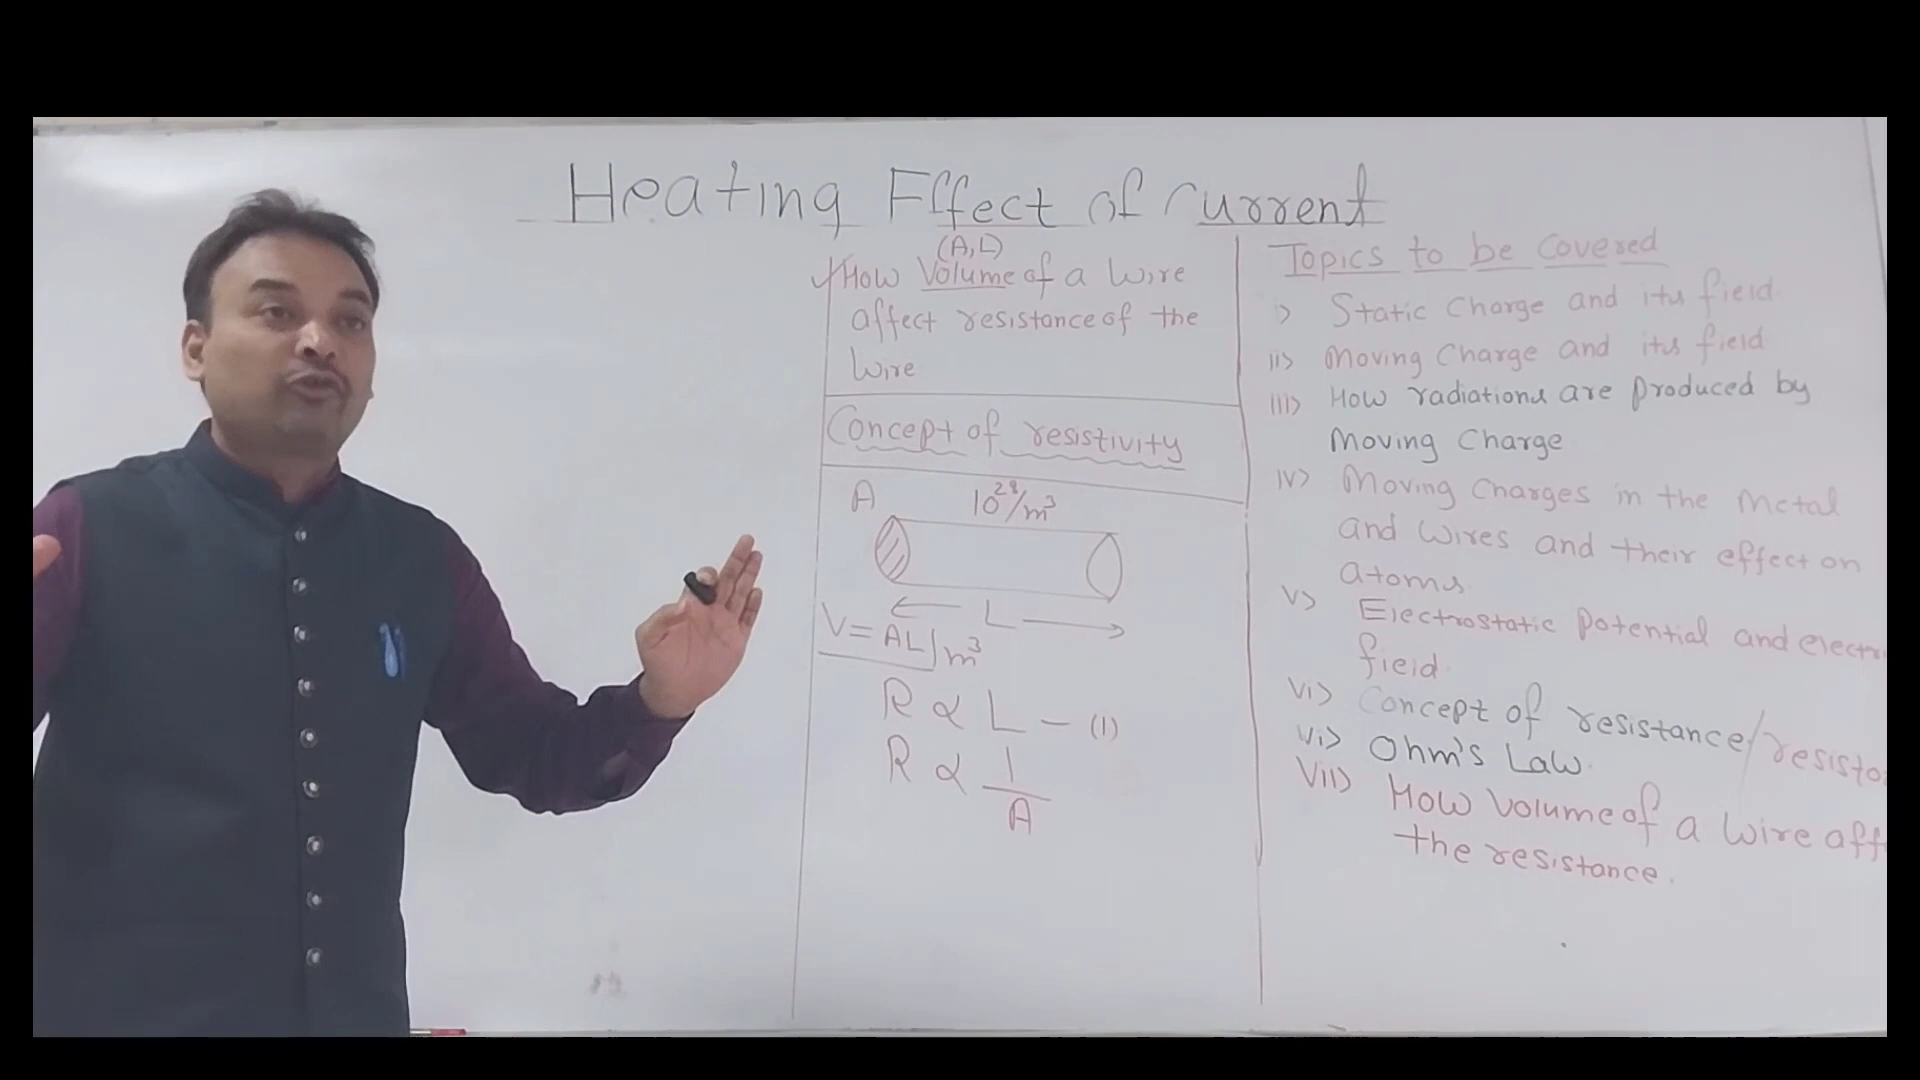 Heating Effect of Current
(A,L)
How Volume of a Wire
affect resistance of the
Wire
Concept of resistivity
A
10²⁸/m³
L
V = AL/m³
R ∝ L — (1)
R ∝ 1/A
Topics to be Covered
i> Static Charge and its field
ii> Moving Charge and its field
iii> How radiations are produced by
Moving Charge
iv> Moving Charges in the Metal
and Wires and their effect on
atoms
v> Electrostatic Potential and electr
field
vi> Concept of resistance/resisto
vi> Ohm's Law
vii> How Volume of a Wire aff
the resistance.